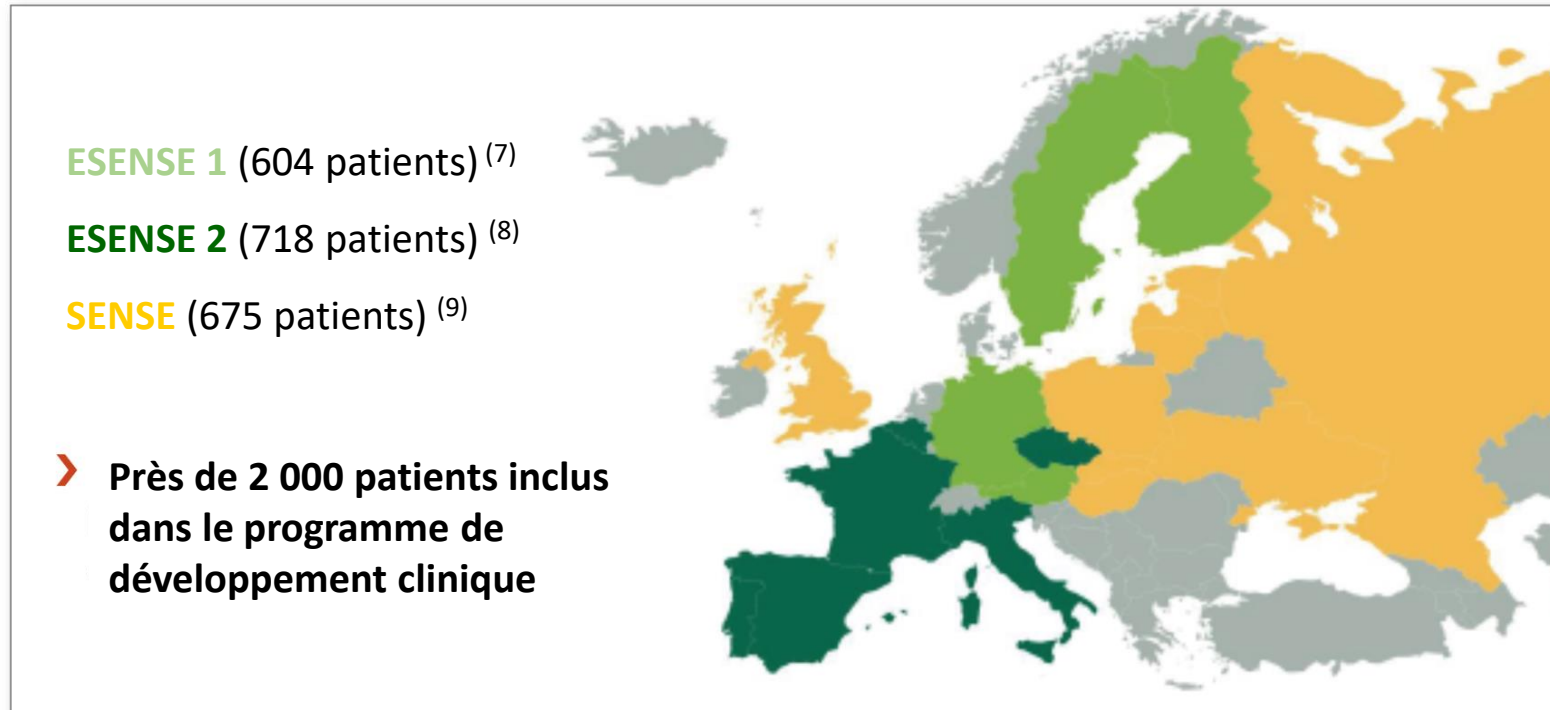 ESENSE 1 (604 patients) (7)
ESENSE 2 (718 patients) (8)
SENSE (675 patients) (9)
Près de 2 000 patients inclus
dans le programme de
développement clinique